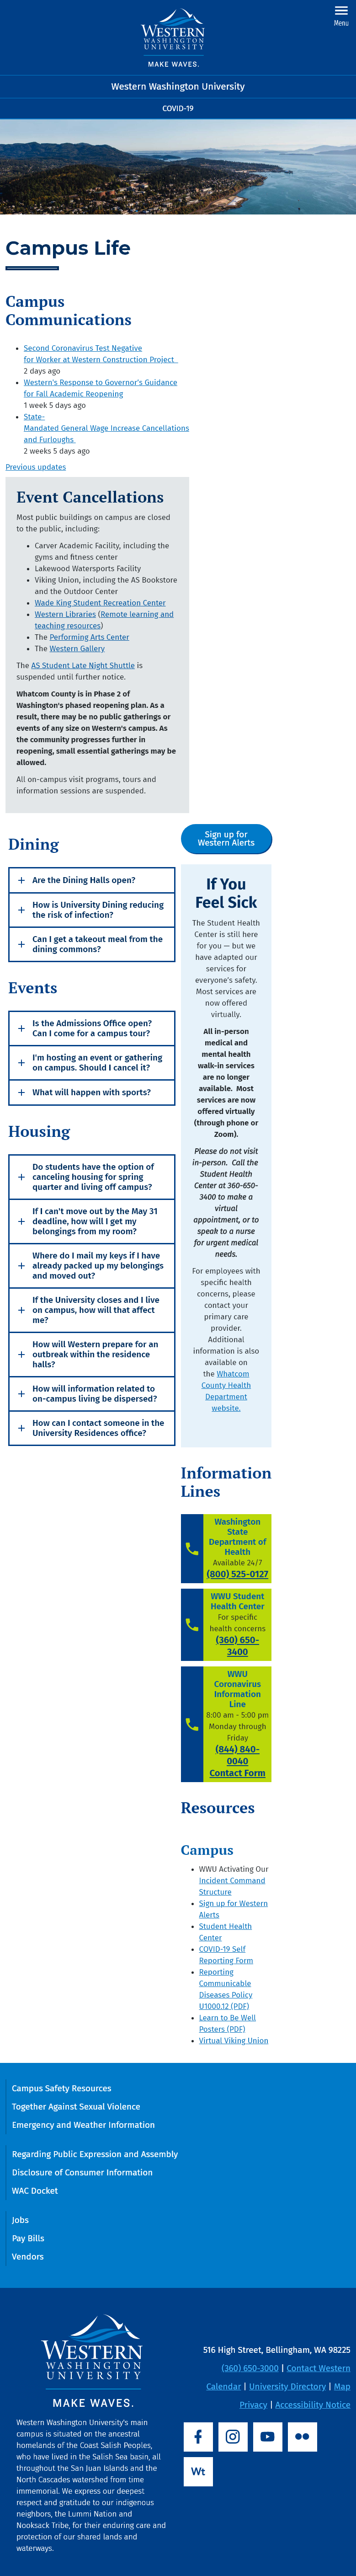 Menu
WESTERN
WASHINGTON
UNIVERSITY
MAKE WAVES.
Western Washington University
COVID-19
Campus Life
Campus
Communications
Second Coronavirus Test Negative
for Worker at Western Construction Project
2 days ago
Western's Response to Governor's Guidance
for Fall Academic Reopening
1 week 5 days ago
State-
Mandated General Wage Increase Cancellations
and Furloughs
2 weeks 5 days ago
Previous updates
Event Cancellations
Most public buildings on campus are closed
to the public, including:
Carver Academic Facility, including the
gyms and fitness center
Lakewood Watersports Facility
Viking Union, including the AS Bookstore
and the Outdoor Center
Wade King Student Recreation Center
Western Libraries (Remote learning and
teaching resources)
The Performing Arts Center
The Western Gallery
The AS Student Late Night Shuttle is
suspended until further notice.
Whatcom County is in Phase 2 of
Washington's phased reopening plan. As a
result, there may be no public gatherings or
events of any size on Western's campus. As
the community progresses further in
reopening, small essential gatherings may be
allowed.
All on-campus visit programs, tours and
information sessions are suspended.
Dining
Are the Dining Halls open?
How is University Dining reducing
the risk of infection?
Can I get a takeout meal from the
dining commons?
Events
Is the Admissions Office open?
Can I come for a campus tour?
I'm hosting an event or gathering
on campus. Should I cancel it?
What will happen with sports?
Housing
Do students have the option of
canceling housing for spring
quarter and living off campus?
If I can't move out by the May 31
deadline, how will I get my
belongings from my room?
Where do I mail my keys if I have
already packed up my belongings
and moved out?
If the University closes and I live
on campus, how will that affect
me?
How will Western prepare for an
outbreak within the residence
halls?
How will information related to
on-campus living be dispersed?
How can I contact someone in the
University Residences office?
Sign up for
Western Alerts
If You
Feel Sick
The Student Health
Center is still here
for you — but we
have adapted our
services for
everyone's safety.
Most services are
now offered
virtually.
All in-person
medical and
mental health
walk-in services
are no longer
available. Most
services are now
offered virtually
(through phone or
Zoom).
Please do not visit
in-person. Call the
Student Health
Center at 360-650-
3400 to make a
virtual
appointment, or to
speak to a nurse
for urgent medical
needs.
For employees with
specific health
concerns, please
contact your
primary care
provider.
Additional
information is also
available on
the Whatcom
County Health
Department
website.
Information
Lines
Washington
State
Department of
Health
Available 24/7
(800) 525-0127
WWU Student
Health Center
For specific
health concerns
(360) 650-
3400
WWU
Coronavirus
Information
Line
8:00 am - 5:00 pm
Monday through
Friday
(844) 840-
0040
Contact Form
Resources
Campus
WWU Activating Our
Incident Command
Structure
Sign up for Western
Alerts
Student Health
Center
COVID-19 Self
Reporting Form
Reporting
Communicable
Diseases Policy
U1000.12 (PDF)
Learn to Be Well
Posters (PDF)
Virtual Viking Union
Campus Safety Resources
Together Against Sexual Violence
Emergency and Weather Information
Regarding Public Expression and Assembly
Disclosure of Consumer Information
WAC Docket
Jobs
Pay Bills
Vendors
WESTERN
WASHINGTON
UNIVERSITY
MAKE WAVES.
Western Washington University's main
campus is situated on the ancestral
homelands of the Coast Salish Peoples,
who have lived in the Salish Sea basin, all
throughout the San Juan Islands and the
North Cascades watershed from time
immemorial. We express our deepest
respect and gratitude to our indigenous
neighbors, the Lummi Nation and
Nooksack Tribe, for their enduring care and
protection of our shared lands and
waterways.
516 High Street, Bellingham, WA 98225
(360) 650-3000 | Contact Western
Calendar | University Directory | Map
Privacy | Accessibility Notice
Wt